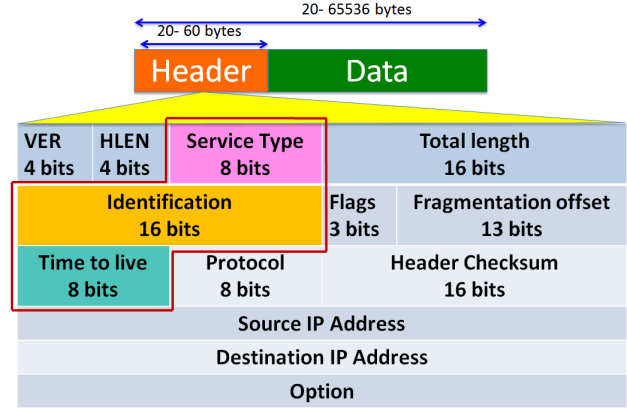 20- 65536 bytes
20- 60 bytes
Header
Data
VER
4 bits
HLEN
4 bits
Service Type
8 bits
Total length
16 bits
Identification
16 bits
Flags
3 bits
Fragmentation offset
13 bits
Time to live
8 bits
Protocol
8 bits
Header Checksum
16 bits
Source IP Address
Destination IP Address
Option